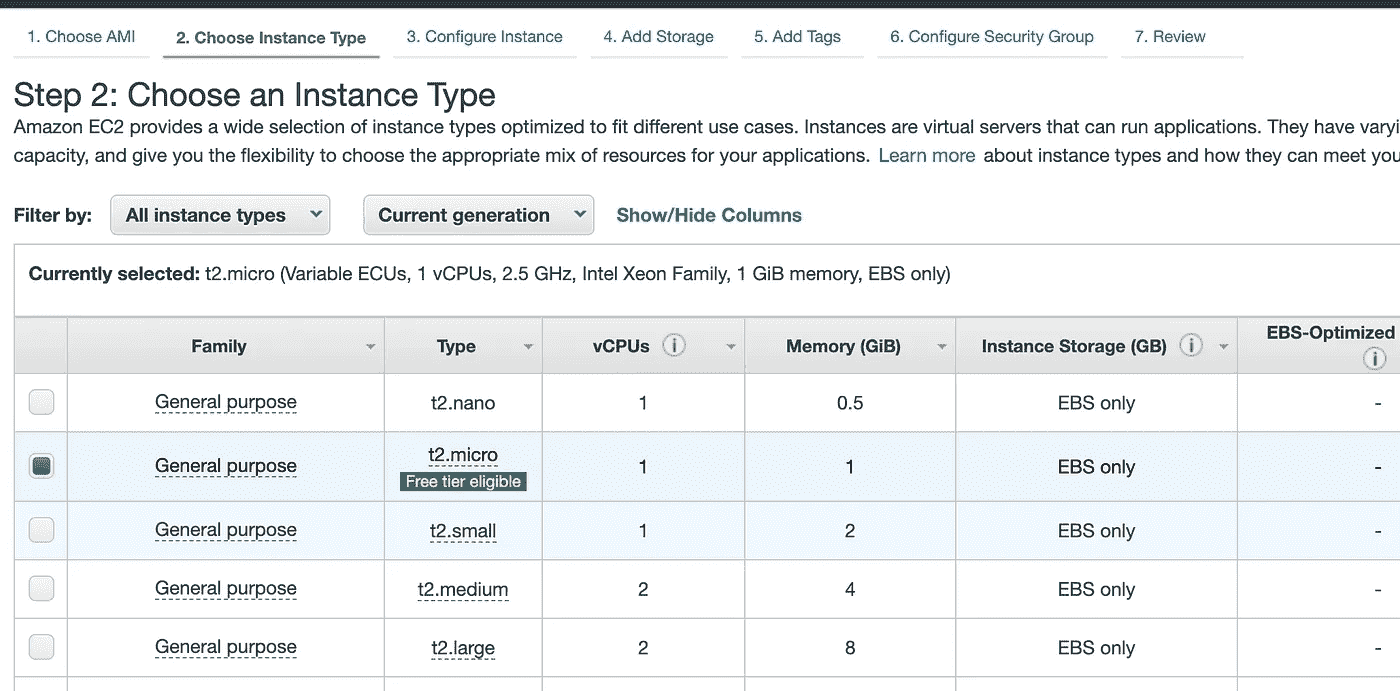 1. Choose AMI 2. Choose Instance Type 3. Configure Instance 4. Add Storage 5. Add Tags 6. Configure Security Group 7. Review
Step 2: Choose an Instance Type
Amazon EC2 provides a wide selection of instance types optimized to fit different use cases. Instances are virtual servers that can run applications. They have varyi
capacity, and give you the flexibility to choose the appropriate mix of resources for your applications. Learn more about instance types and how they can meet you
Filter by: All instance types Current generation Show/Hide Columns
Currently selected: t2.micro (Variable ECUs, 1 vCPUs, 2.5 GHz, Intel Xeon Family, 1 GiB memory, EBS only)
Family Type vCPUs i Memory (GiB) Instance Storage (GB) i EBS-Optimized i
General purpose t2.nano 1 0.5 EBS only -
General purpose t2.micro Free tier eligible 1 1 EBS only -
General purpose t2.small 1 2 EBS only -
General purpose t2.medium 2 4 EBS only -
General purpose t2.large 2 8 EBS only -